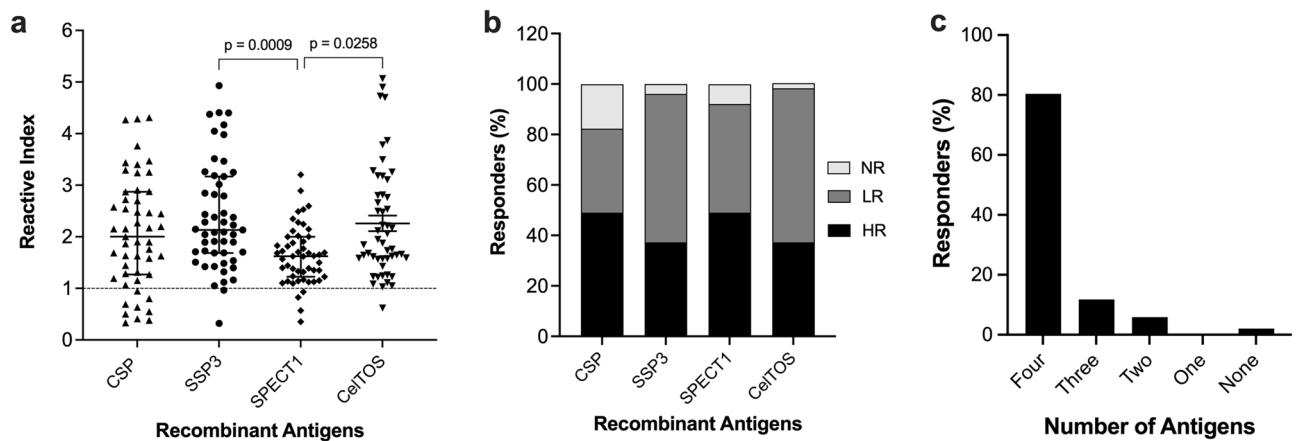 a
p = 0.0009
p = 0.0258
Reactive Index
6
5
4
3
2
1
0
CSP
SSP3
SPECT1
CelTOS
Recombinant Antigens
b
Responders (%)
120
100
80
60
40
20
0
NR
LR
HR
CSP
SSP3
SPECT1
CelTOS
Recombinant Antigens
c
Responders (%)
100
80
60
40
20
0
Four
Three
Two
One
None
Number of Antigens